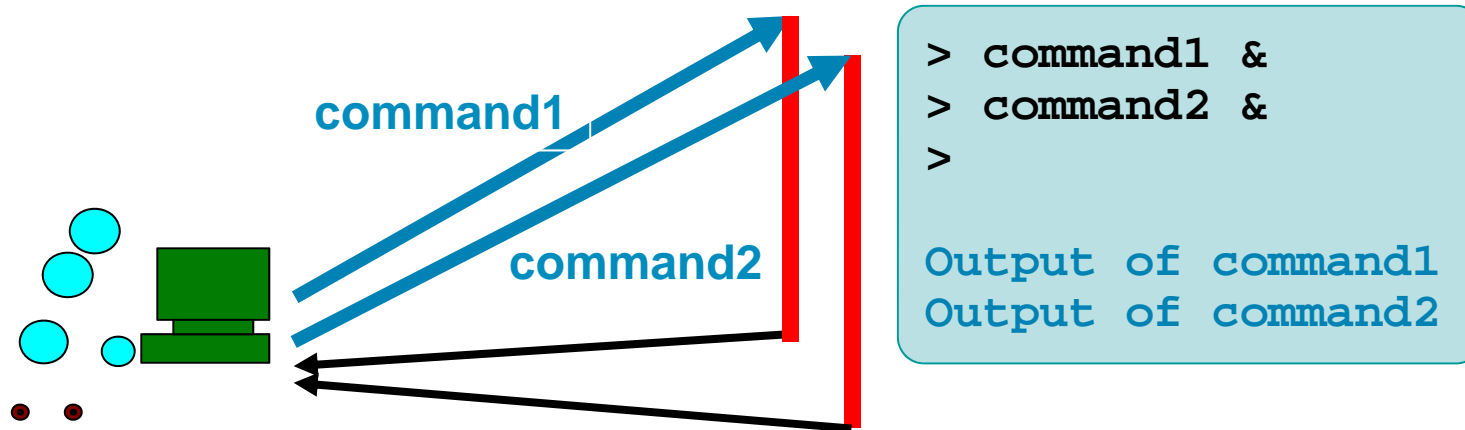 command1
command2
> command1 &
> command2 &
>
Output of command1
Output of command2